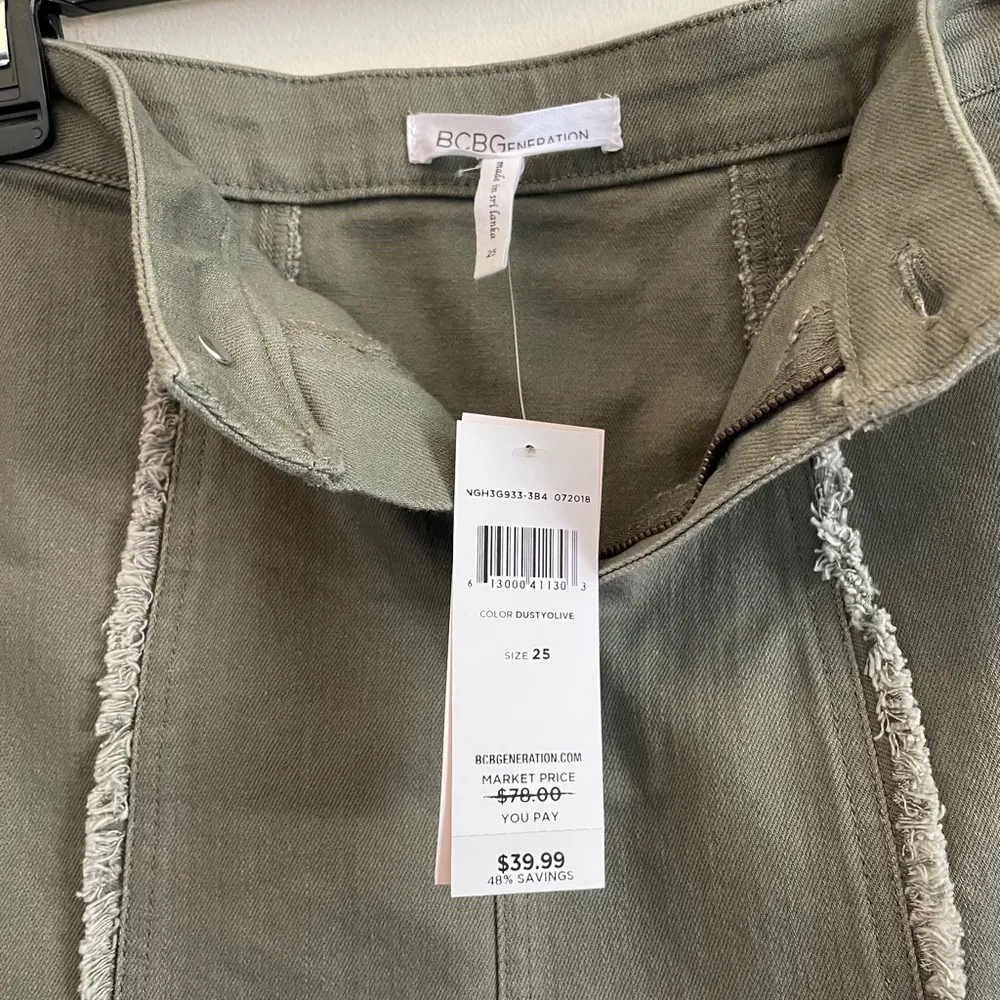 BCBGENERATION
made in sri lanka 25
NGH3G933-3B4 072018
6 13000 41130 3
COLOR DUSTYOLIVE
SIZE 25
BCBGENERATION.COM
MARKET PRICE
$78.00
YOU PAY
$39.99
48% SAVINGS